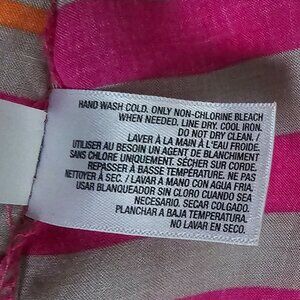 HAND WASH COLD. ONLY NON-CHLORINE BLEACH
WHEN NEEDED. LINE DRY. COOL IRON.
DO NOT DRY CLEAN. /
LAVER À LA MAIN À L'EAU FROIDE.
UTILISER AU BESOIN UN AGENT DE BLANCHIMENT
SANS CHLORE UNIQUEMENT. SÉCHER SUR CORDE.
REPASSER À BASSE TEMPÉRATURE. NE PAS
NETTOYER À SEC./ LAVAR A MANO CON AGUA FRIA.
USAR BLANQUEADOR SIN CLORO CUANDO SEA
NECESARIO. SECAR COLGADO.
PLANCHAR A BAJA TEMPERATURA.
NO LAVAR EN SECO.